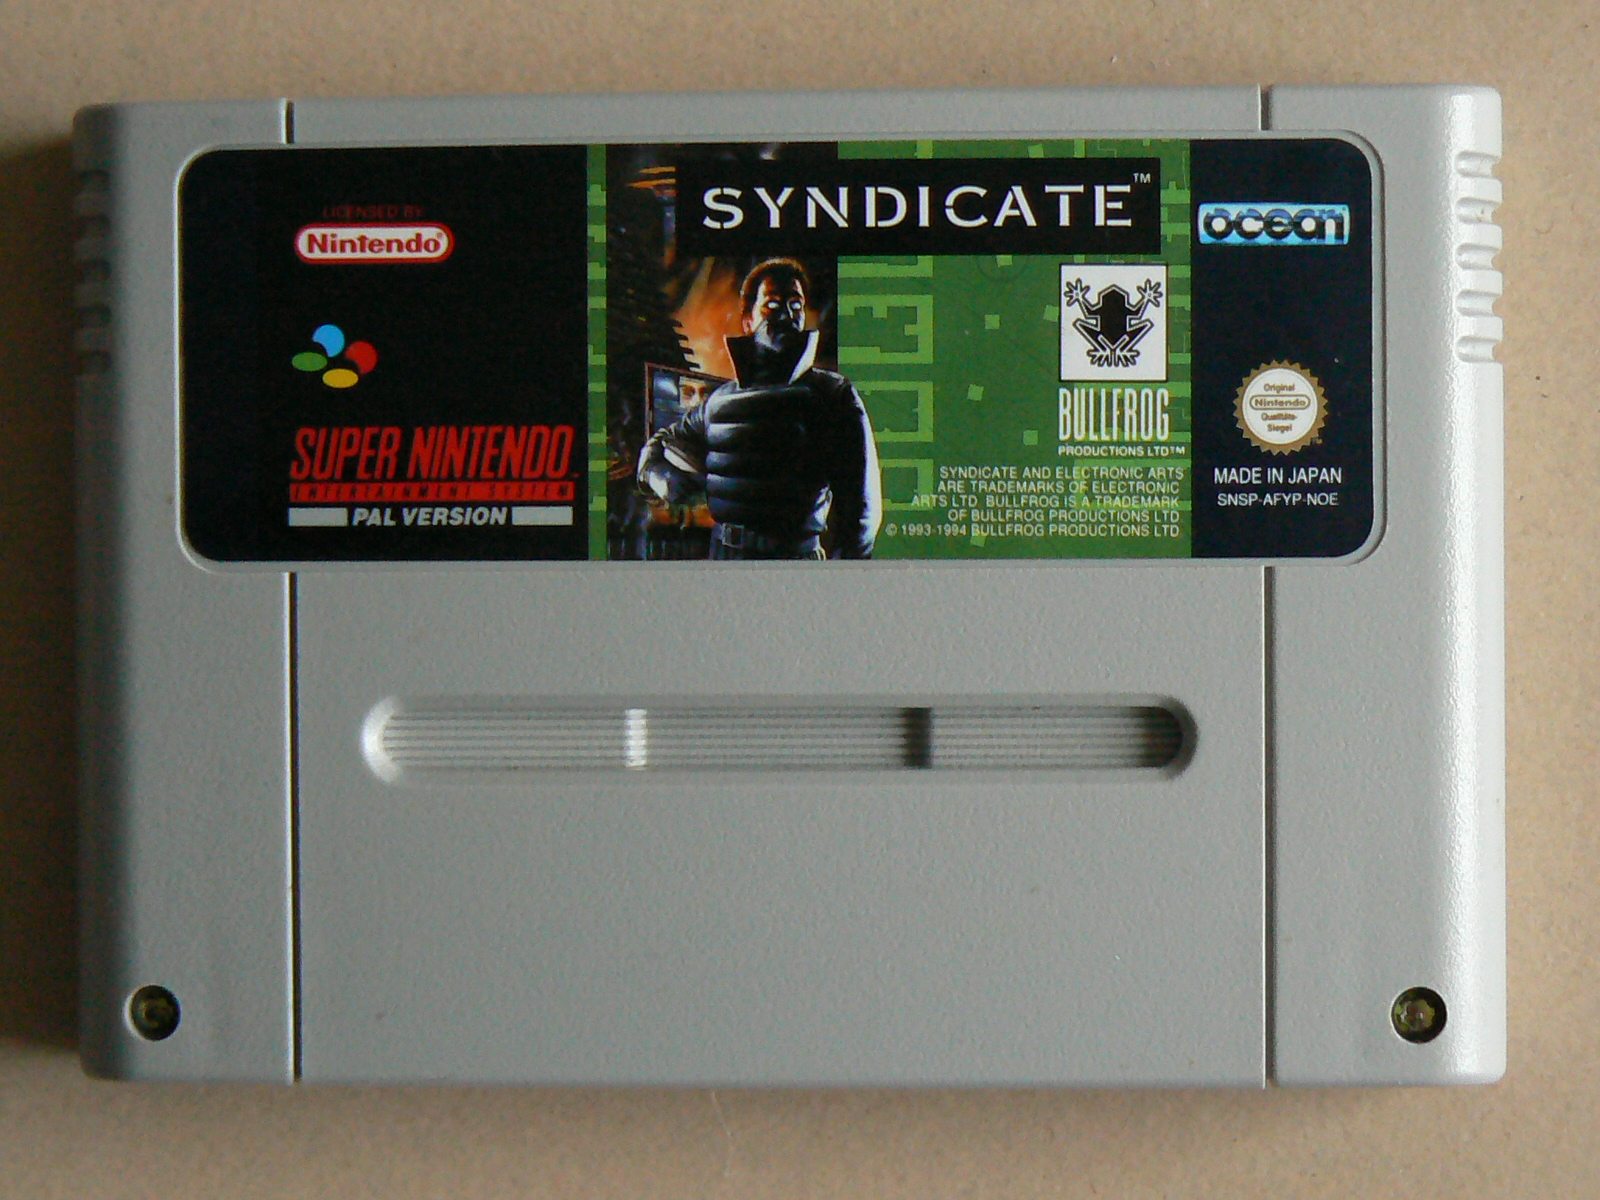 LICENSED BY
Nintendo®
SUPER NINTENDO™
ENTERTAINMENT SYSTEM
PAL VERSION
SYNDICATE™
BULLFROG
PRODUCTIONS LTD™
SYNDICATE AND ELECTRONIC ARTS
ARE TRADEMARKS OF ELECTRONIC
ARTS LTD. BULLFROG IS A TRADEMARK
OF BULLFROG PRODUCTIONS LTD
© 1993-1994 BULLFROG PRODUCTIONS LTD
ocean
Original
Nintendo
Qualitäts-
Siegel
TM
MADE IN JAPAN
SNSP-AFYP-NOE